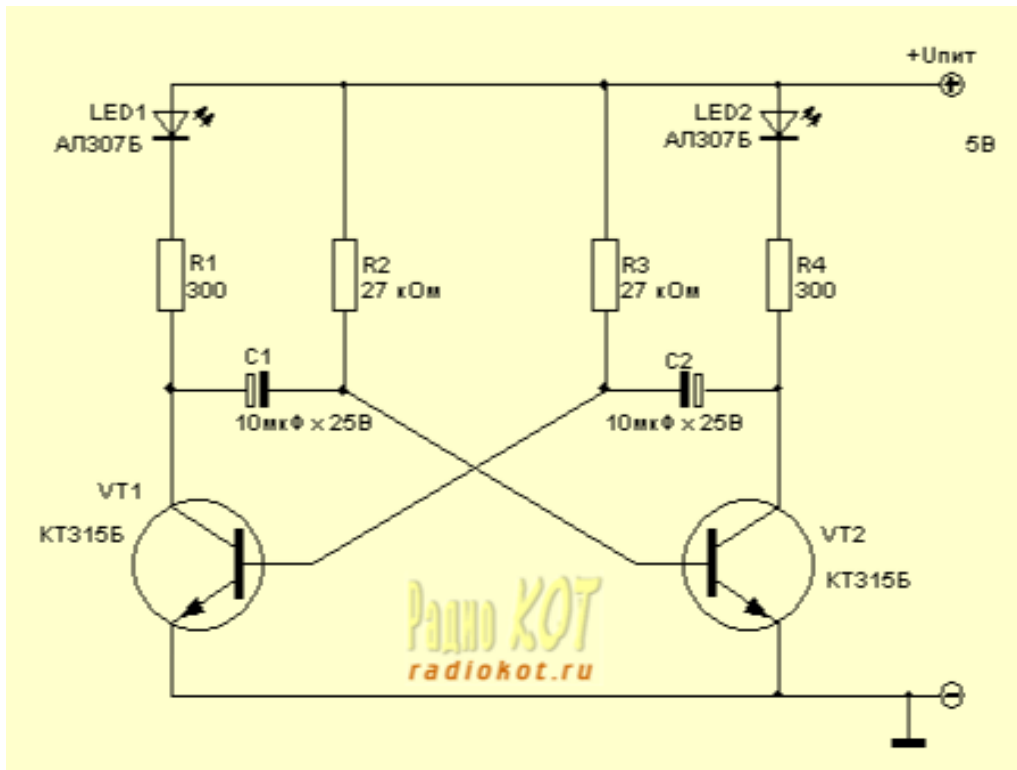 +Uпит
LED1
АЛ307Б
LED2
АЛ307Б
5В
R1
300
R2
27 кОм
R3
27 кОм
R4
300
C1
10мкФ x 25В
C2
10мкФ x 25В
VT1
КТ315Б
VT2
КТ315Б
Радио КОТ
radiokot.ru